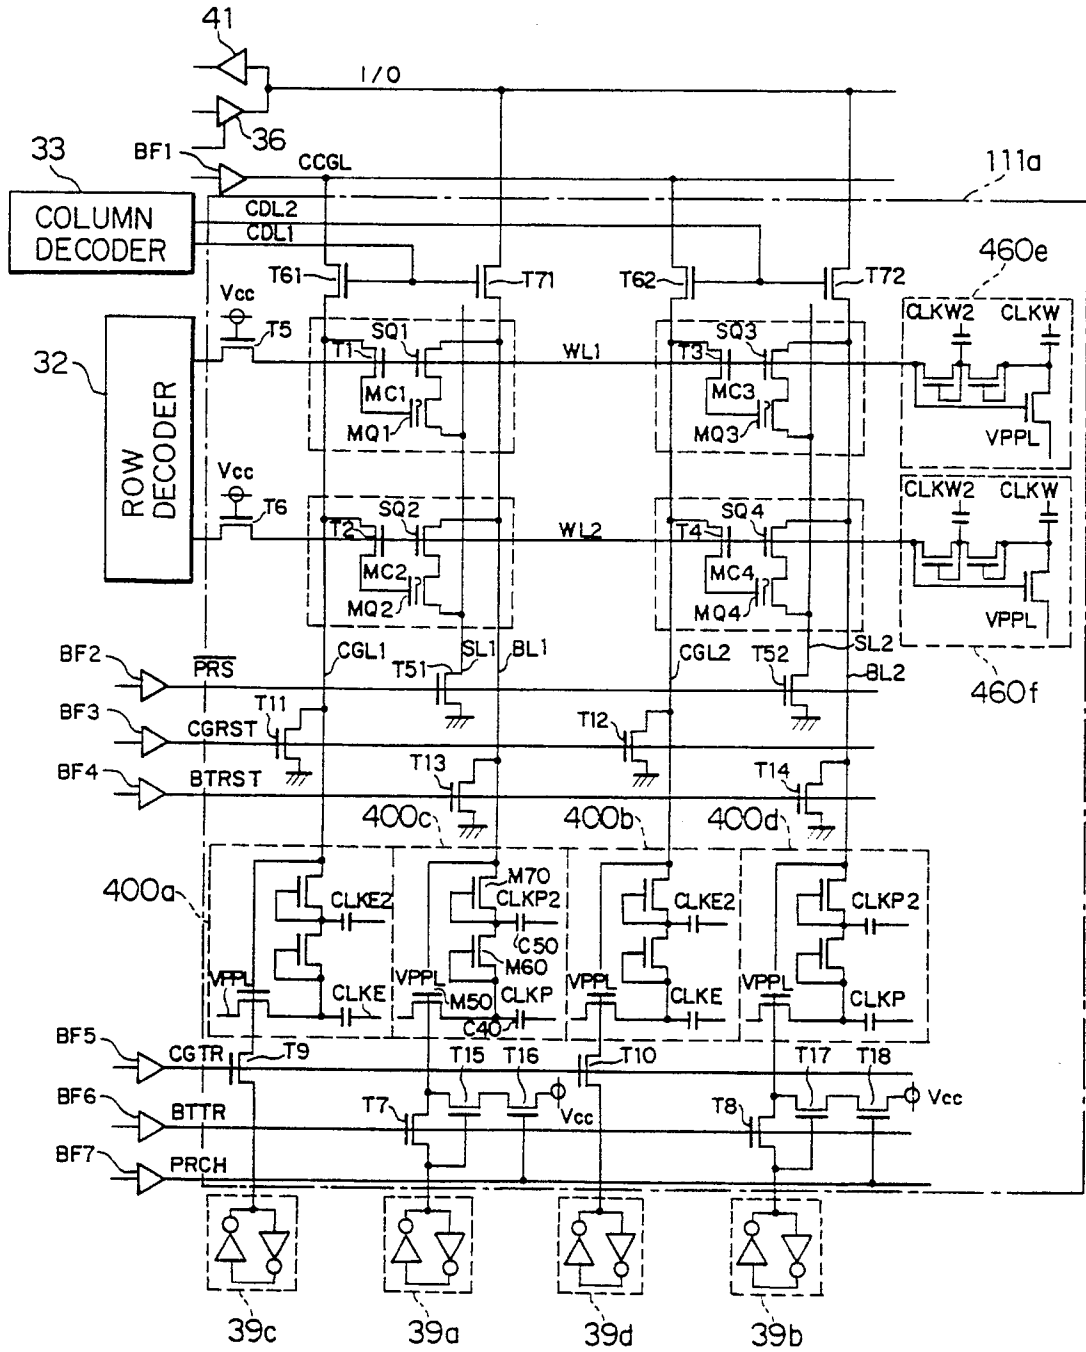 41
I/O
36
33
BF1
CCGL
111a
COLUMN DECODER
CDL2
CDL1
T61
T71
T62
T72
460e
Vcc
T5
SQ1
SQ3
CLKW2
CLKW
32
T1
WL1
T3
MC1
MC3
MQ1
MQ3
VPPL
ROW DECODER
Vcc
T6
SQ2
SQ4
CLKW2
CLKW
T2
WL2
T4
MC2
MC4
MQ2
MQ4
VPPL
BF2
PRS
CGL1
T51
SL1
BL1
CGL2
T52
SL2
BL2
460f
BF3
CGRST
T11
T12
BF4
BTRST
T13
T14
400c
400b
400d
400a
M70
CLKE2
CLKP2
CLKE2
CLKP2
C50
M60
VPPL
VPPL
VPPL
VPPL
M50
CLKE
CLKP
CLKE
CLKP
C40
BF5
CGTR
T9
T15
T16
T10
T17
T18
BF6
BTTR
T7
Vcc
T8
Vcc
BF7
PRCH
39c
39a
39d
39b